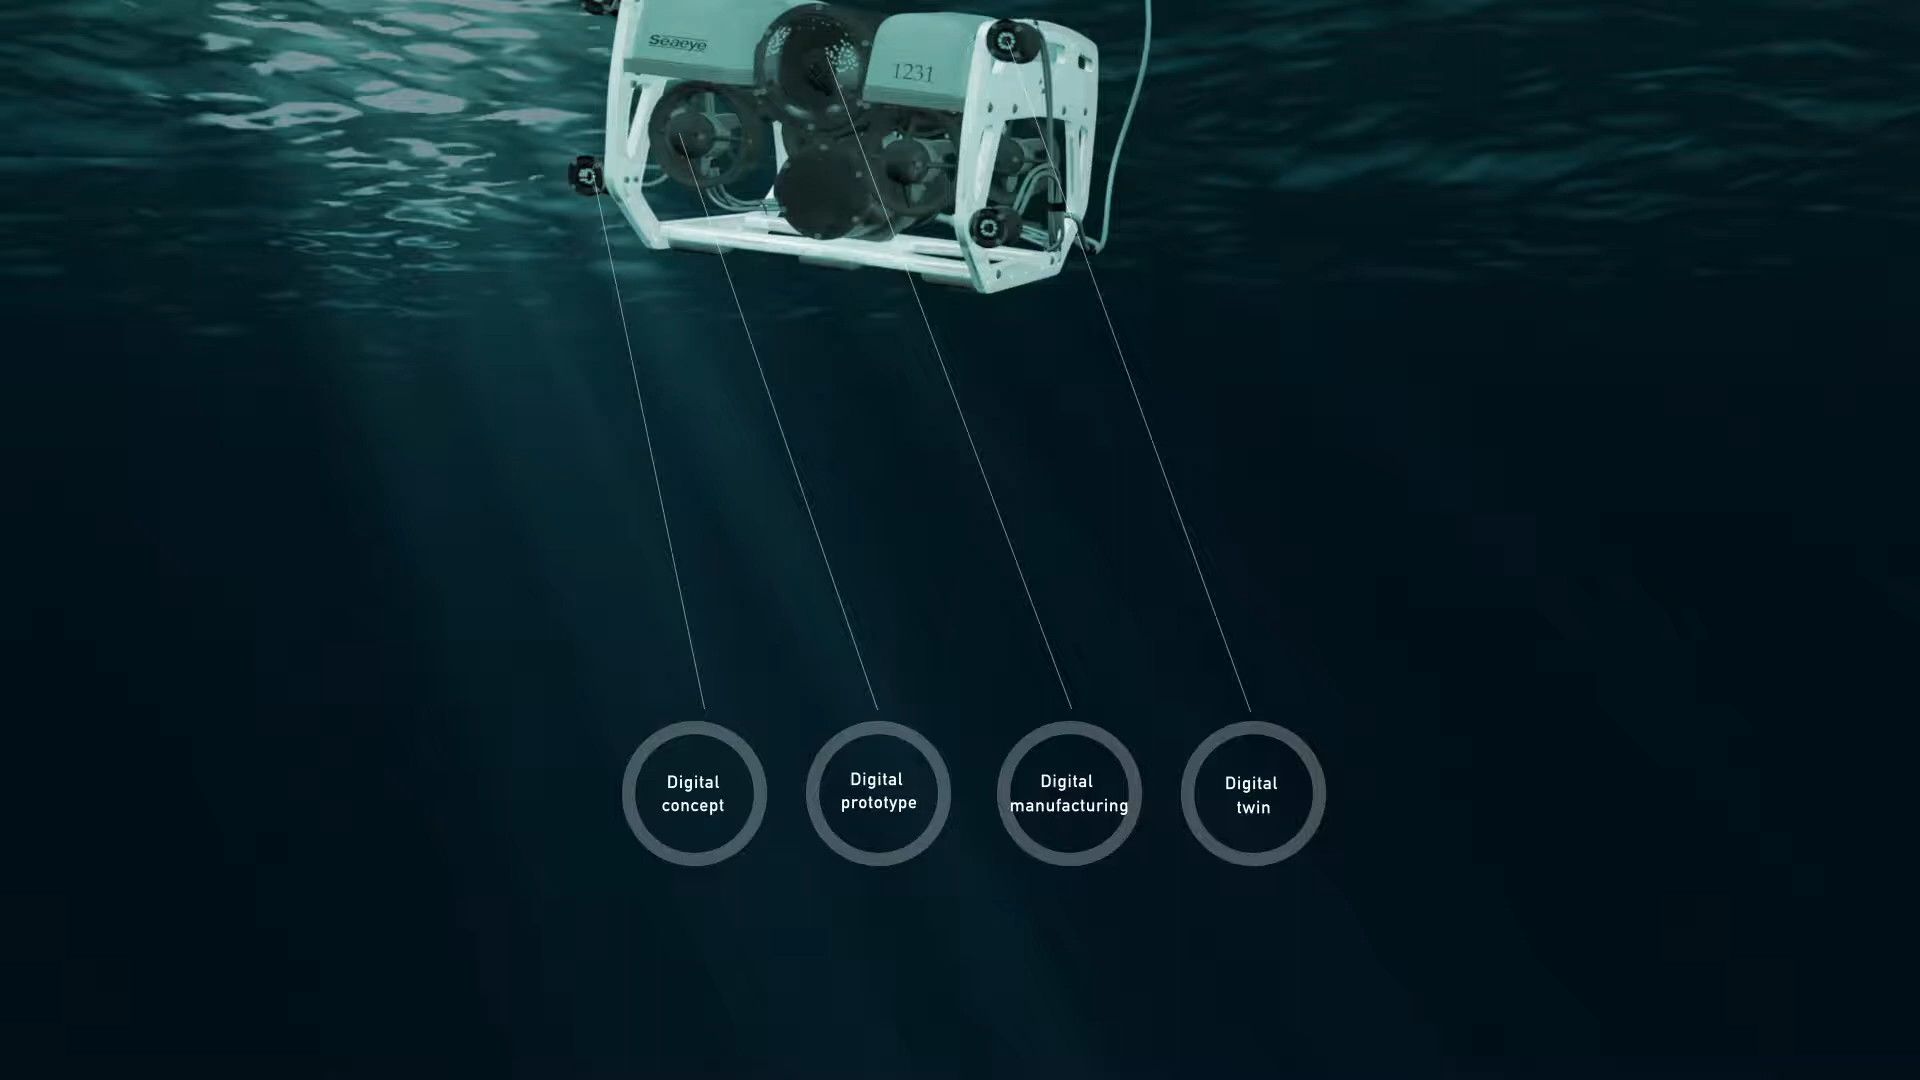 Seaeye
1231
Digital
concept
Digital
prototype
Digital
manufacturing
Digital
twin